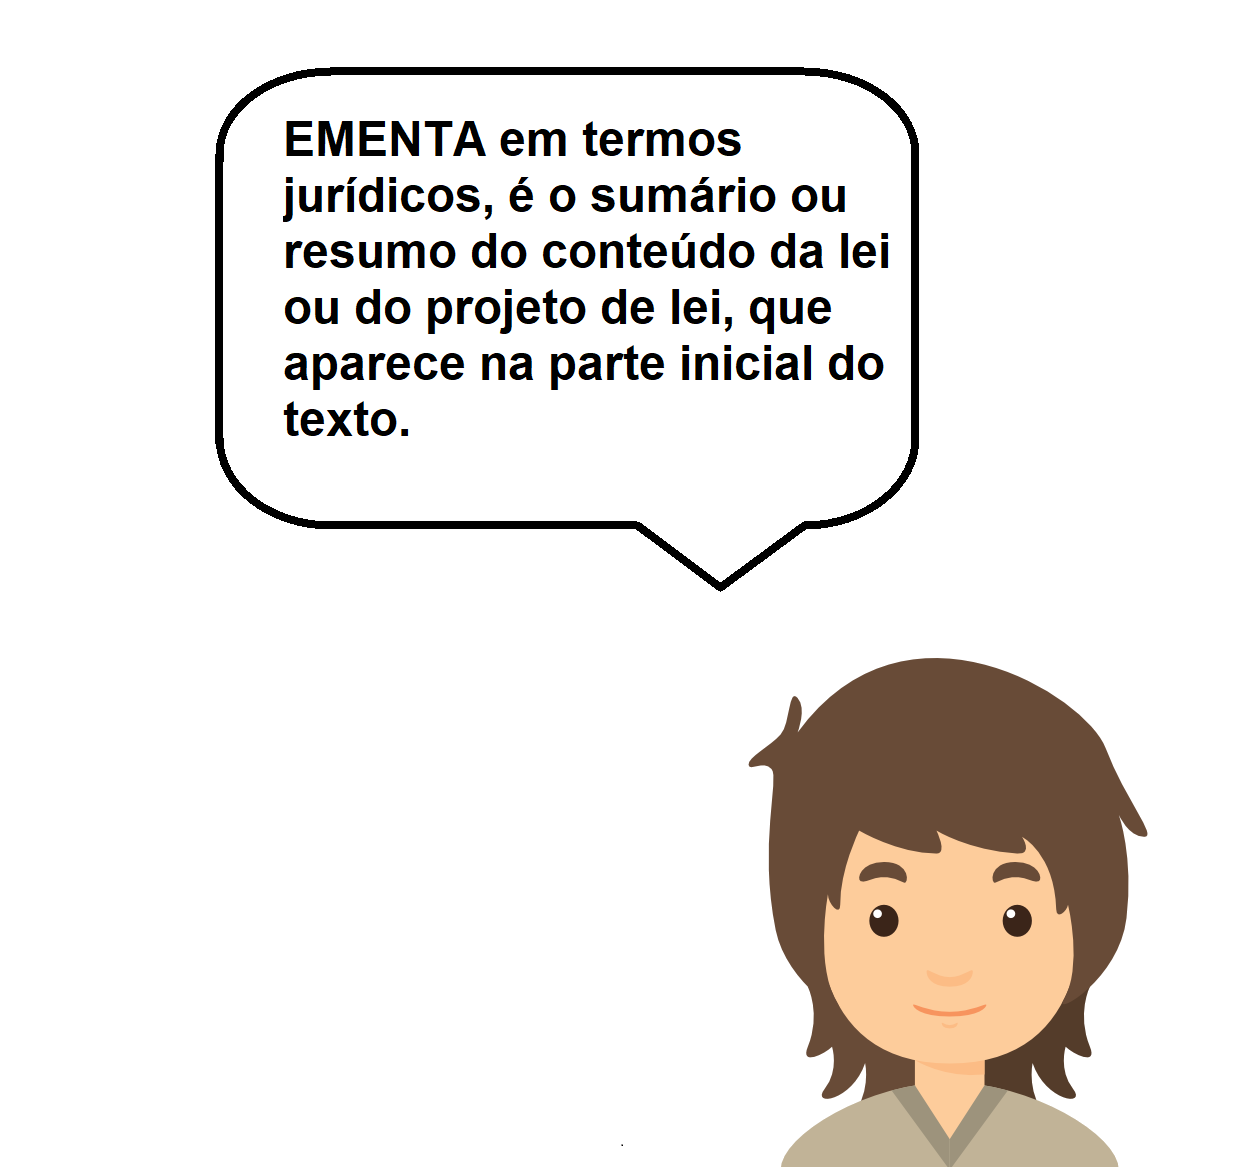 EMENTA em termos
jurídicos, é o sumário ou
resumo do conteúdo da lei
ou do projeto de lei, que
aparece na parte inicial do
texto.
.